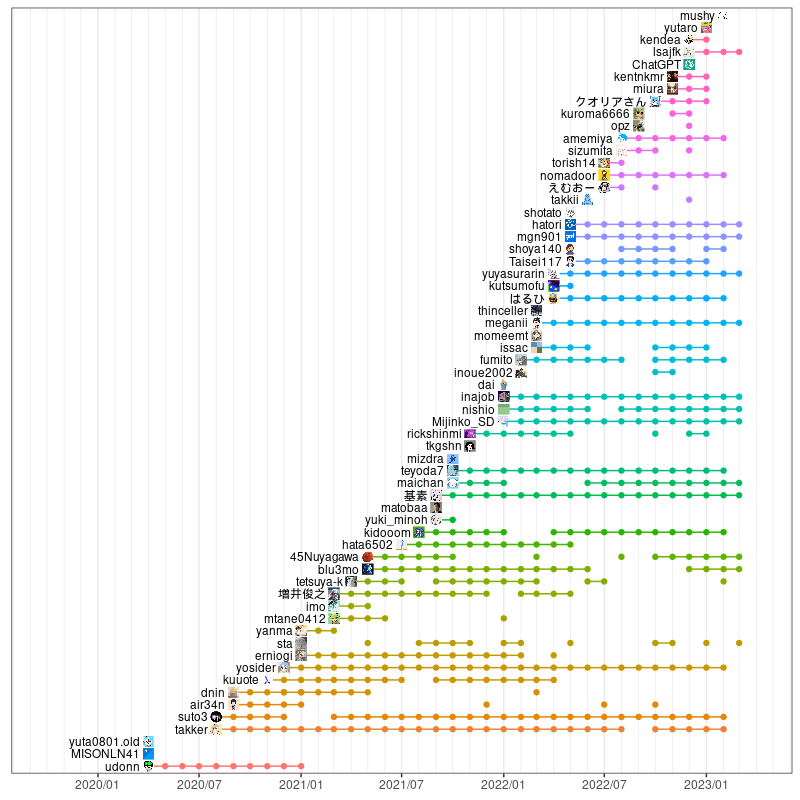 mushy
yutaro
kendea
lsajfk
ChatGPT
kentnkmr
miura
クオリアさん
kuroma6666
opz
amemiya
sizumita
torish14
nomadoor
えむおー
takkii
shotato
hatori
mgn901
shoya140
Taisei117
yuyasurarin
kutsumofu
はるひ
thinceller
meganii
momeemt
issac
fumito
inoue2002
dai
inajob
nishio
Mijinko_SD
rickshinmi
tkgshn
mizdra
teyoda7
maichan
基素
matobaa
yuki_minoh
kidooom
hata6502
45Nuyagawa
blu3mo
tetsuya-k
増井俊之
imo
mtane0412
yanma
sta
erniogi
yosider
kuuote
dnin
air34n
suto3
takker
yuta0801.old
MISONLN41
udonn
2020/01 2020/07 2021/01 2021/07 2022/01 2022/07 2023/01